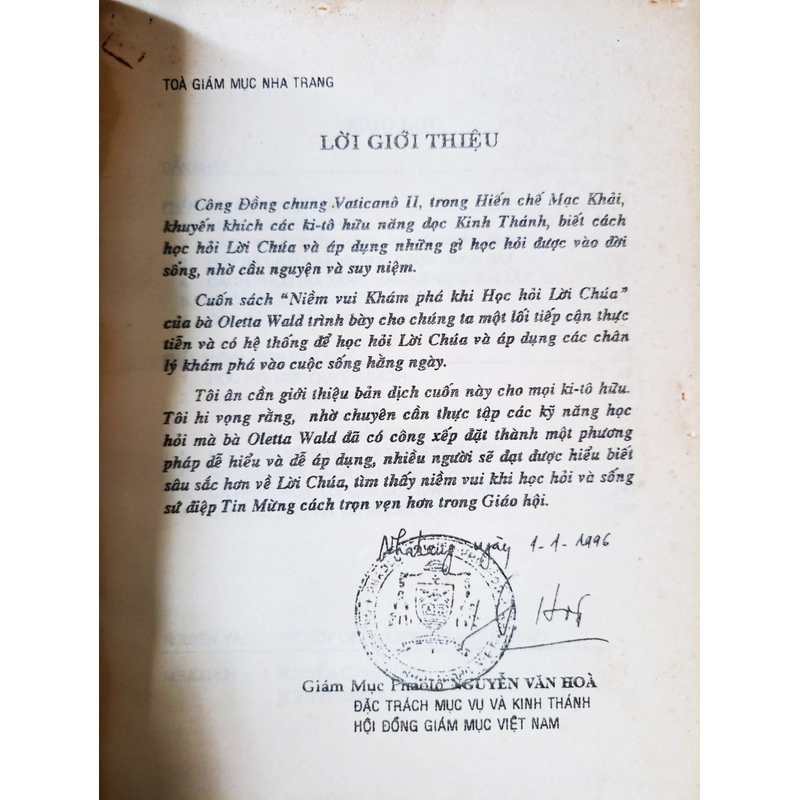 TOÀ GIÁM MỤC NHA TRANG
LỜI GIỚI THIỆU
Công Đồng chung Vaticanô II, trong Hiến chế Mạc Khải,
khuyến khích các ki-tô hữu năng đọc Kinh Thánh, biết cách
học hỏi Lời Chúa và áp dụng những gì học hỏi được vào đời
sống, nhờ cầu nguyện và suy niệm.
Cuốn sách “Niềm vui Khám phá khi Học hỏi Lời Chúa”
của bà Oletta Wald trình bày cho chúng ta một lối tiếp cận thực
tiễn và có hệ thống để học hỏi Lời Chúa và áp dụng các chân
lý khám phá vào cuộc sống hằng ngày.
Tôi ân cần giới thiệu bản dịch cuốn này cho mọi ki-tô hữu.
Tôi hi vọng rằng, nhờ chuyên cần thực tập các kỹ năng học
hỏi mà bà Oletta Wald đã có công xếp đặt thành một phương
pháp dễ hiểu và dễ áp dụng, nhiều người sẽ đạt được hiểu biết
sâu sắc hơn về Lời Chúa, tìm thấy niềm vui khi học hỏi và sống
sứ điệp Tin Mừng cách trọn vẹn hơn trong Giáo hội.
Nhatrang ngày 1-1-1996
Hoà
Giám Mục Phaolô NGUYỄN VĂN HOÀ
ĐẶC TRÁCH MỤC VỤ VÀ KINH THÁNH
HỘI ĐỒNG GIÁM MỤC VIỆT NAM